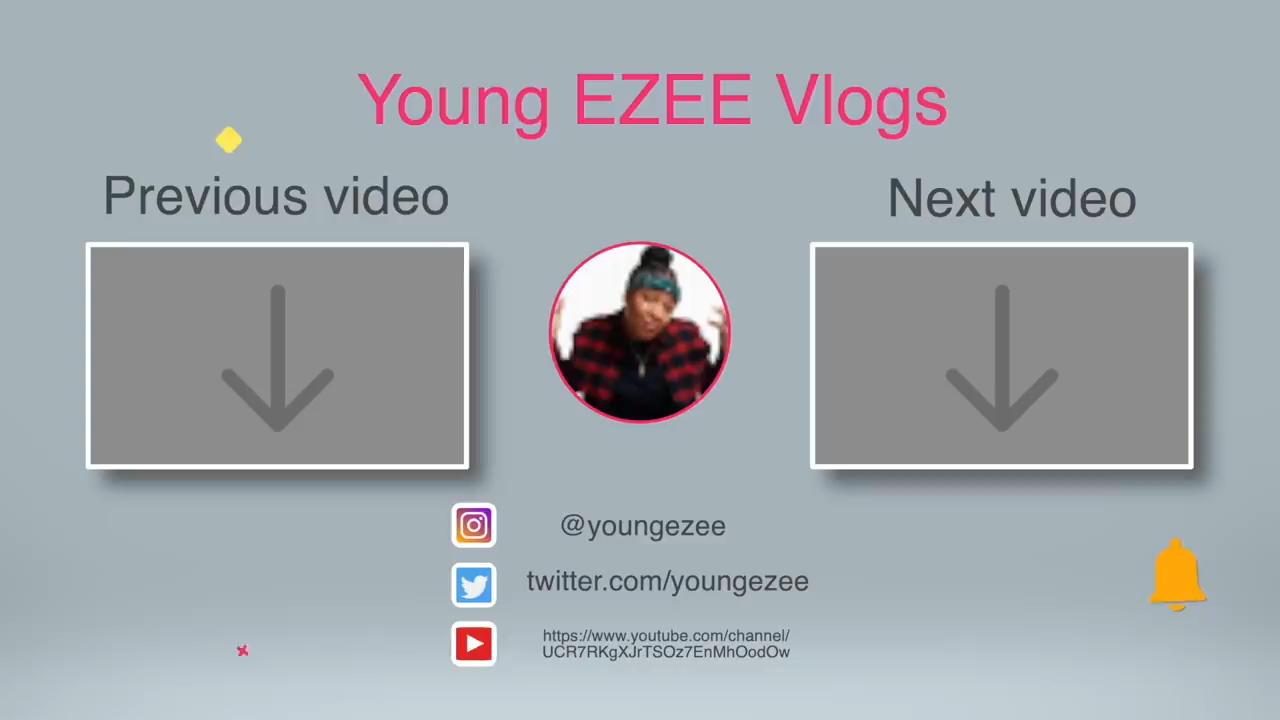 Young EZEE Vlogs
Previous video
Next video
@youngezee
twitter.com/youngezee
https://www.youtube.com/channel/
UCR7RKgXJrTSOz7EnMhOodOw